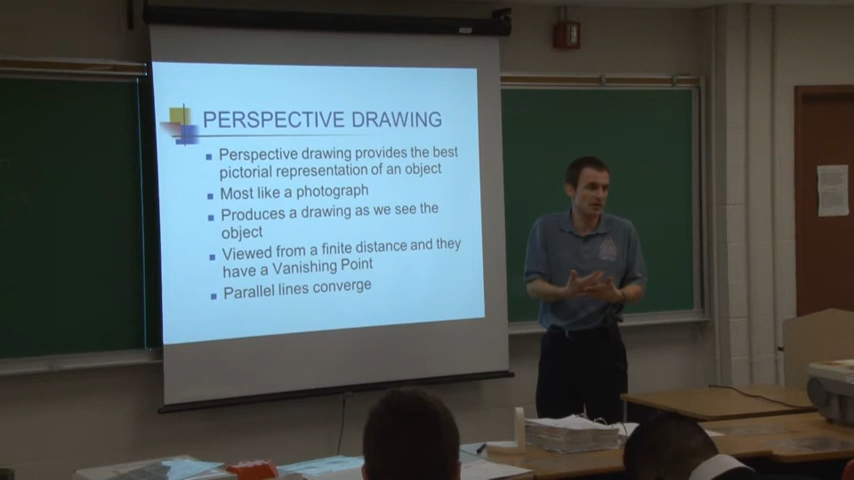 PERSPECTIVE DRAWING
Perspective drawing provides the best
pictorial representation of an object
Most like a photograph
Produces a drawing as we see the
object
Viewed from a finite distance and they
have a Vanishing Point
Parallel lines converge